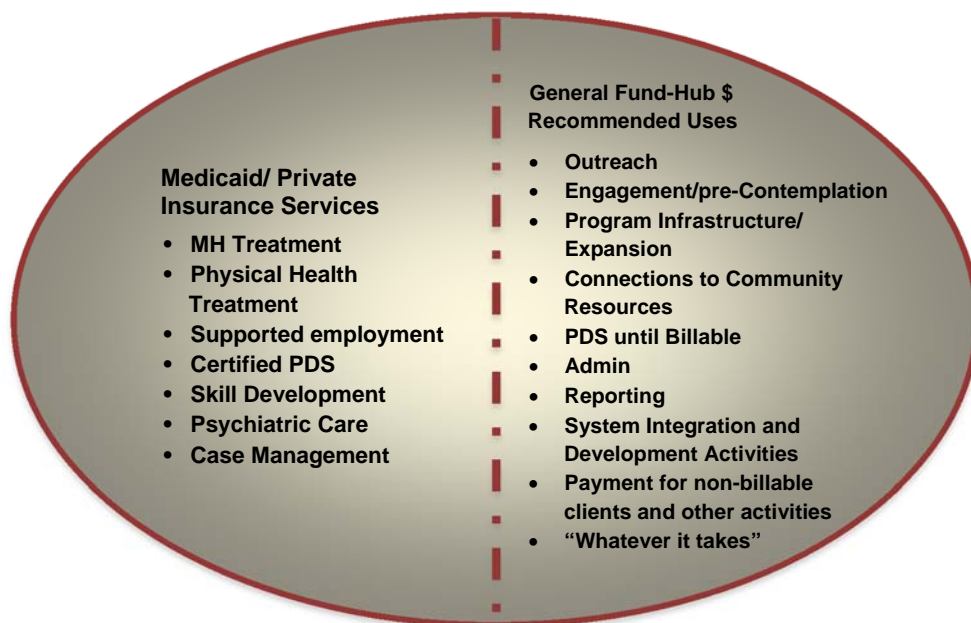 Medicaid/ Private
Insurance Services
• MH Treatment
• Physical Health
Treatment
• Supported employment
• Certified PDS
• Skill Development
• Psychiatric Care
• Case Management
General Fund-Hub $
Recommended Uses
• Outreach
• Engagement/pre-Contemplation
• Program Infrastructure/
Expansion
• Connections to Community
Resources
• PDS until Billable
• Admin
• Reporting
• System Integration and
Development Activities
• Payment for non-billable
clients and other activities
• “Whatever it takes”